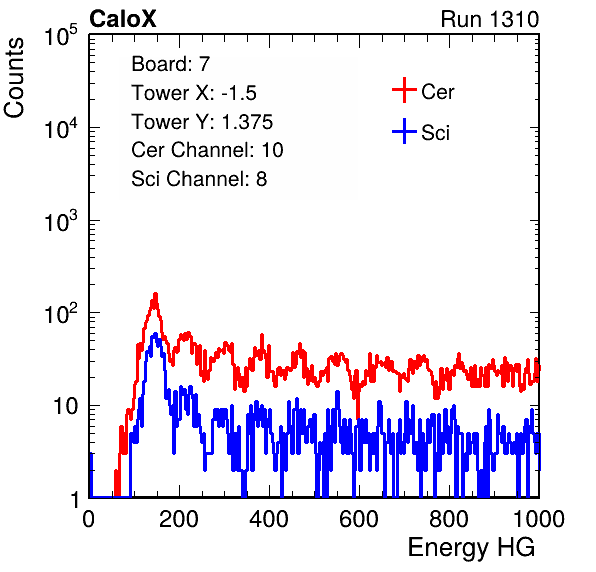 CaloX Run 1310
Counts
10^5
10^4
10^3
10^2
10
1
Board: 7
Tower X: -1.5
Tower Y: 1.375
Cer Channel: 10
Sci Channel: 8
Cer
Sci
0 200 400 600 800 1000
Energy HG